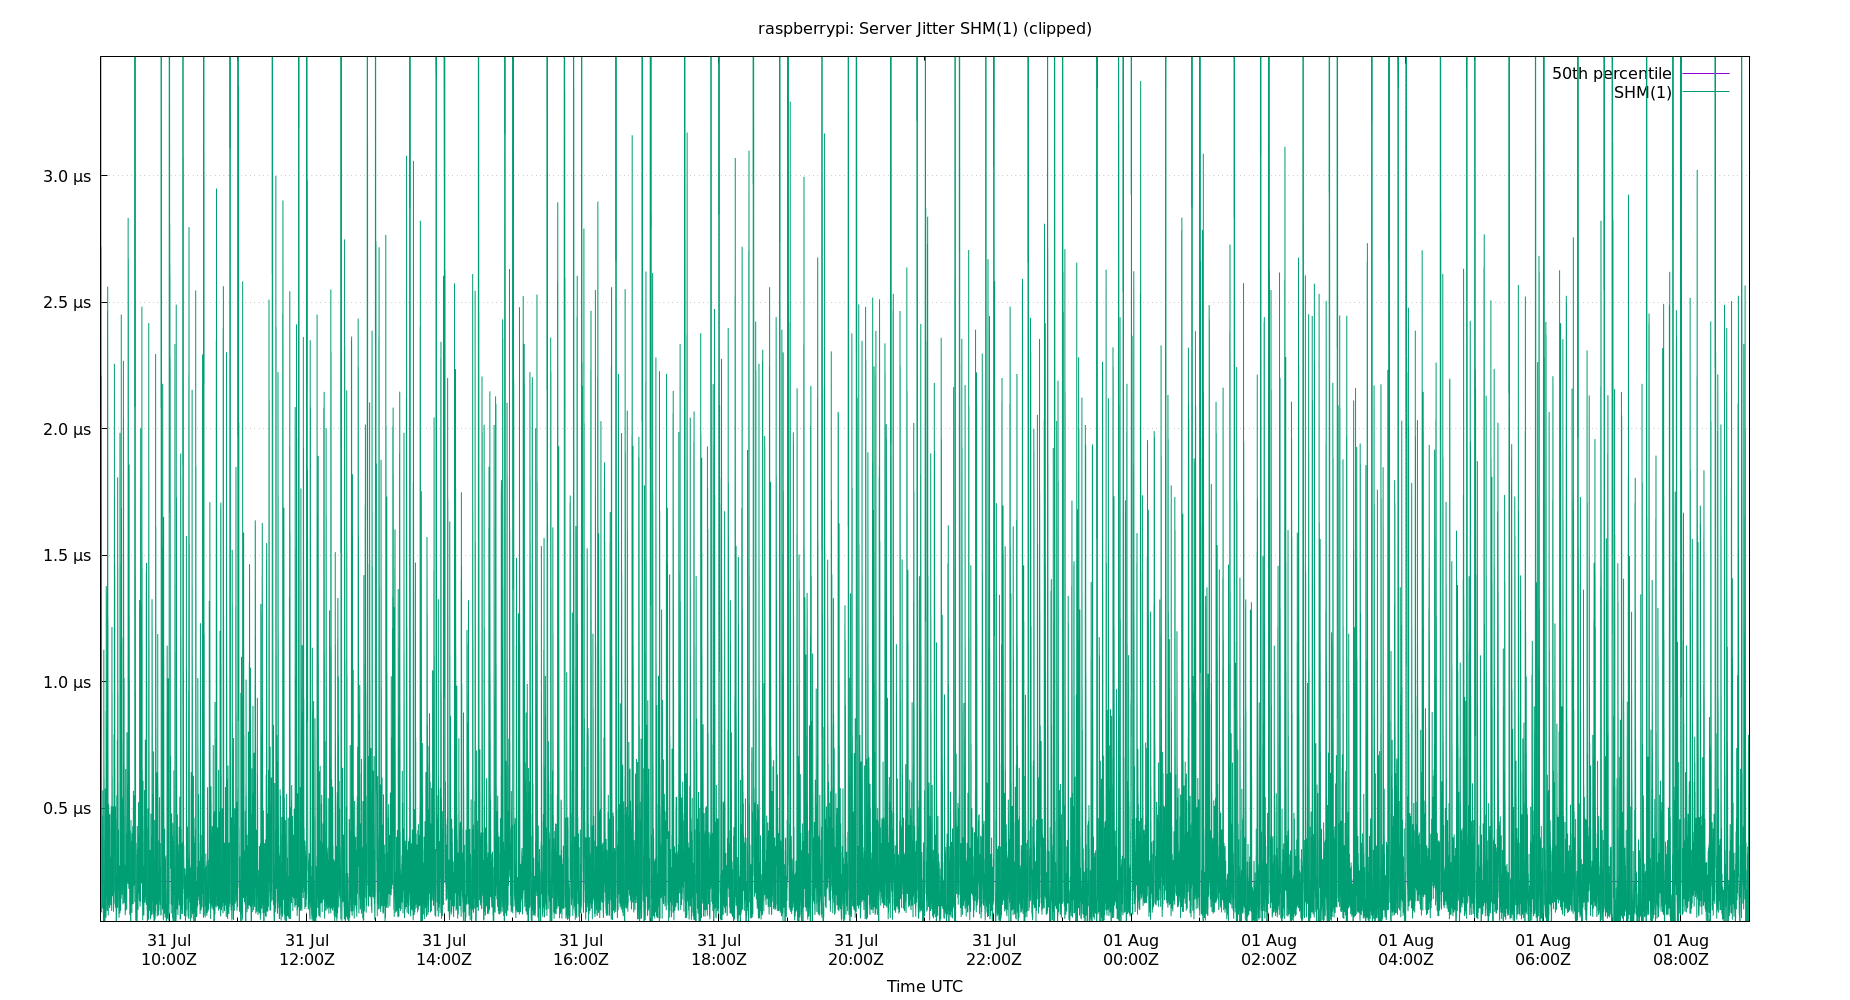 raspberrypi: Server Jitter SHM(1) (clipped)
50th percentile
SHM(1)
3.0 µs
2.5 µs
2.0 µs
1.5 µs
1.0 µs
0.5 µs
31 Jul 31 Jul 31 Jul 31 Jul 31 Jul 31 Jul 31 Jul 01 Aug 01 Aug 01 Aug 01 Aug 01 Aug
10:00Z 12:00Z 14:00Z 16:00Z 18:00Z 20:00Z 22:00Z 00:00Z 02:00Z 04:00Z 06:00Z 08:00Z
Time UTC